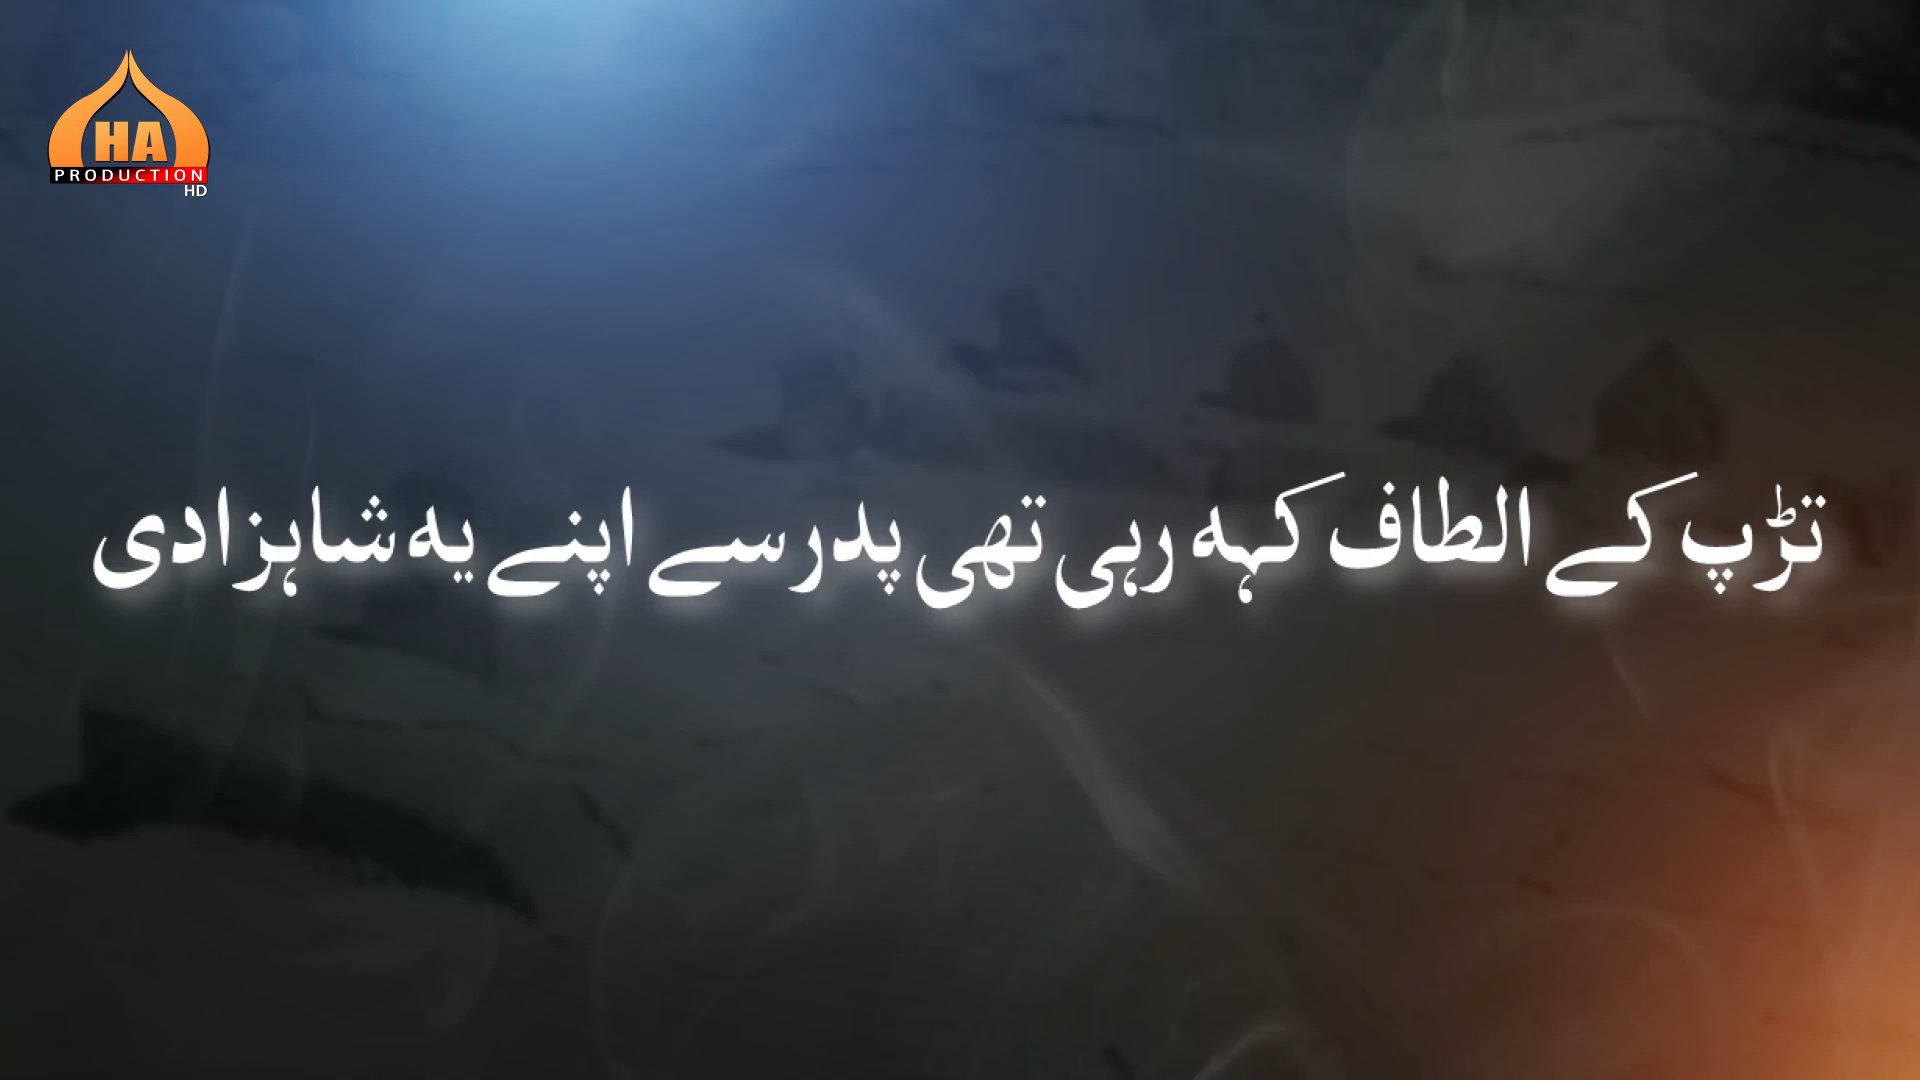 HA
PRODUCTION
HD
تڑپ کے الطاف کہہ رہی تھی پدر سے اپنے یہ شاہزادی